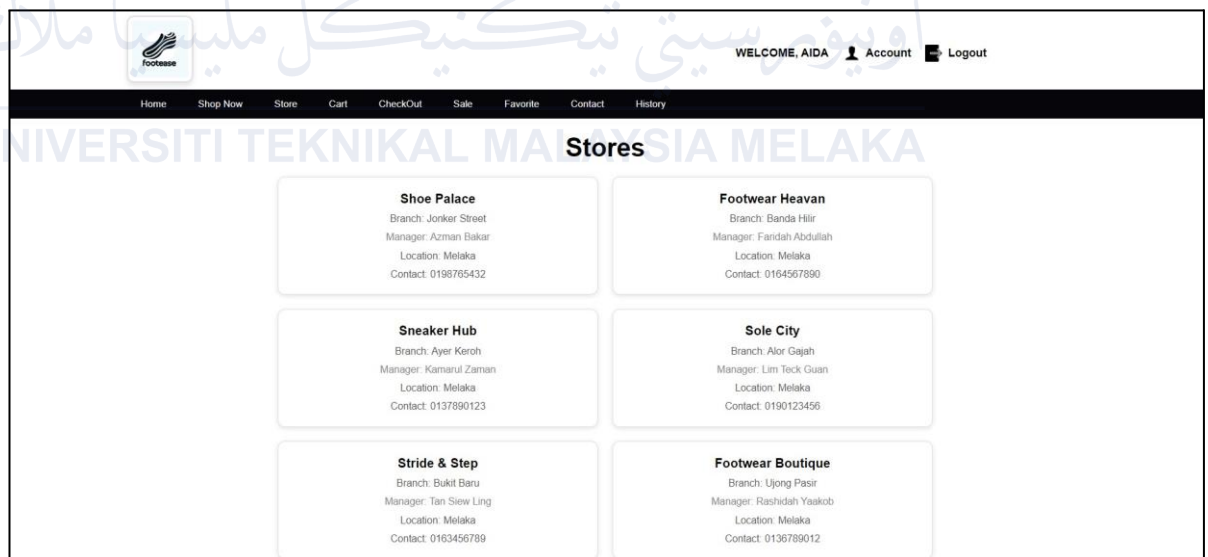 اونيۏرسيتي تيكنيكل مليسيا ملاك
footease
WELCOME, AIDA Account Logout
Home Shop Now Store Cart CheckOut Sale Favorite Contact History
UNIVERSITI TEKNIKAL MALAYSIA MELAKA
Stores
Shoe Palace
Branch: Jonker Street
Manager: Azman Bakar
Location: Melaka
Contact: 0198765432
Footwear Heavan
Branch: Banda Hilir
Manager: Faridah Abdullah
Location: Melaka
Contact: 0164567890
Sneaker Hub
Branch: Ayer Keroh
Manager: Kamarul Zaman
Location: Melaka
Contact: 0137890123
Sole City
Branch: Alor Gajah
Manager: Lim Teck Guan
Location: Melaka
Contact: 0190123456
Stride & Step
Branch: Bukit Baru
Manager: Tan Siew Ling
Location: Melaka
Contact: 0163456789
Footwear Boutique
Branch: Ujong Pasir
Manager: Rashidah Yaakob
Location: Melaka
Contact: 0136789012